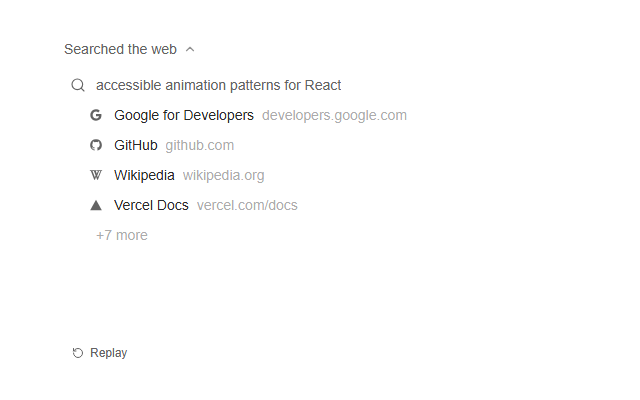 Searched the web
accessible animation patterns for React
Google for Developers developers.google.com
GitHub github.com
Wikipedia wikipedia.org
Vercel Docs vercel.com/docs
+7 more
Replay